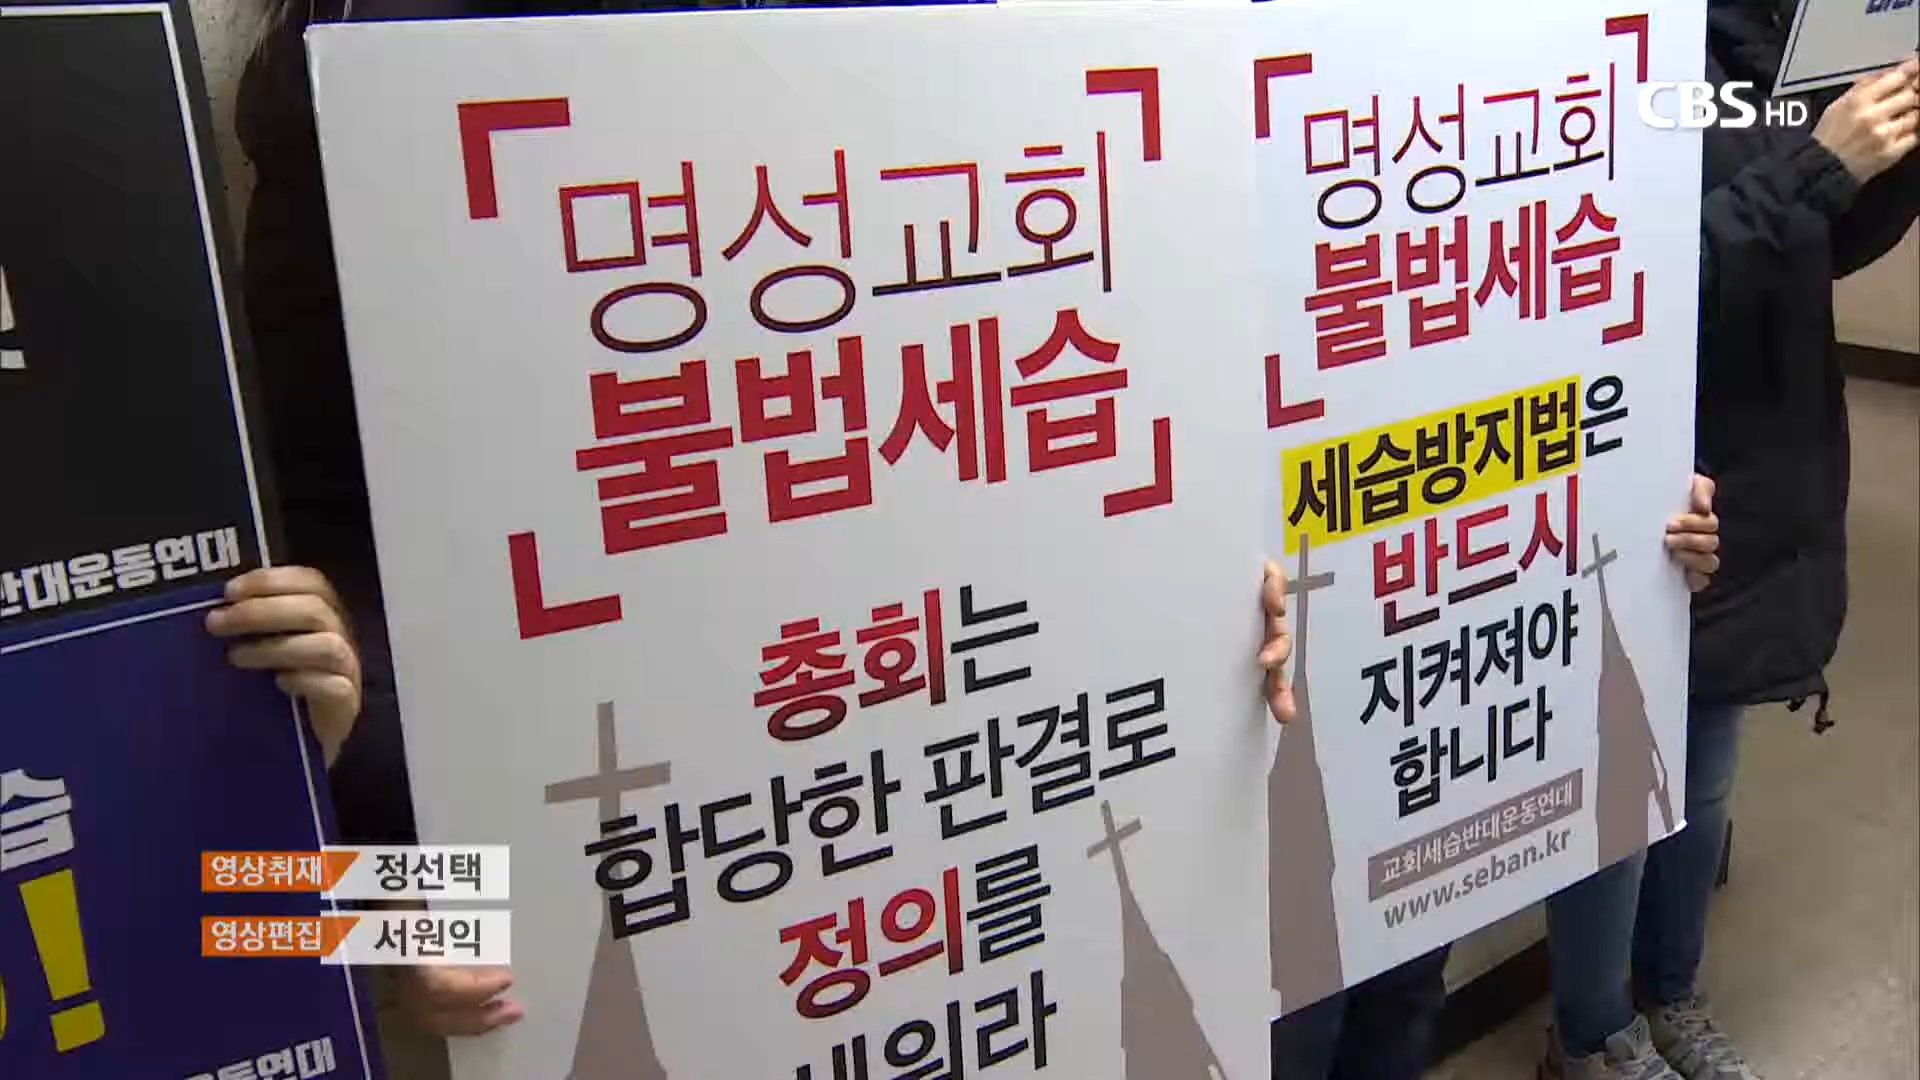 CBS HD
명성교회
불법세습
총회는
합당한 판결로
정의를
세워라
명성교회
불법세습
세습방지법은
반드시
지켜져야
합니다
교회세습반대운동연대
www.seban.kr
반대운동연대
습
!
운동연대
영상취재 정선택
영상편집 서원익